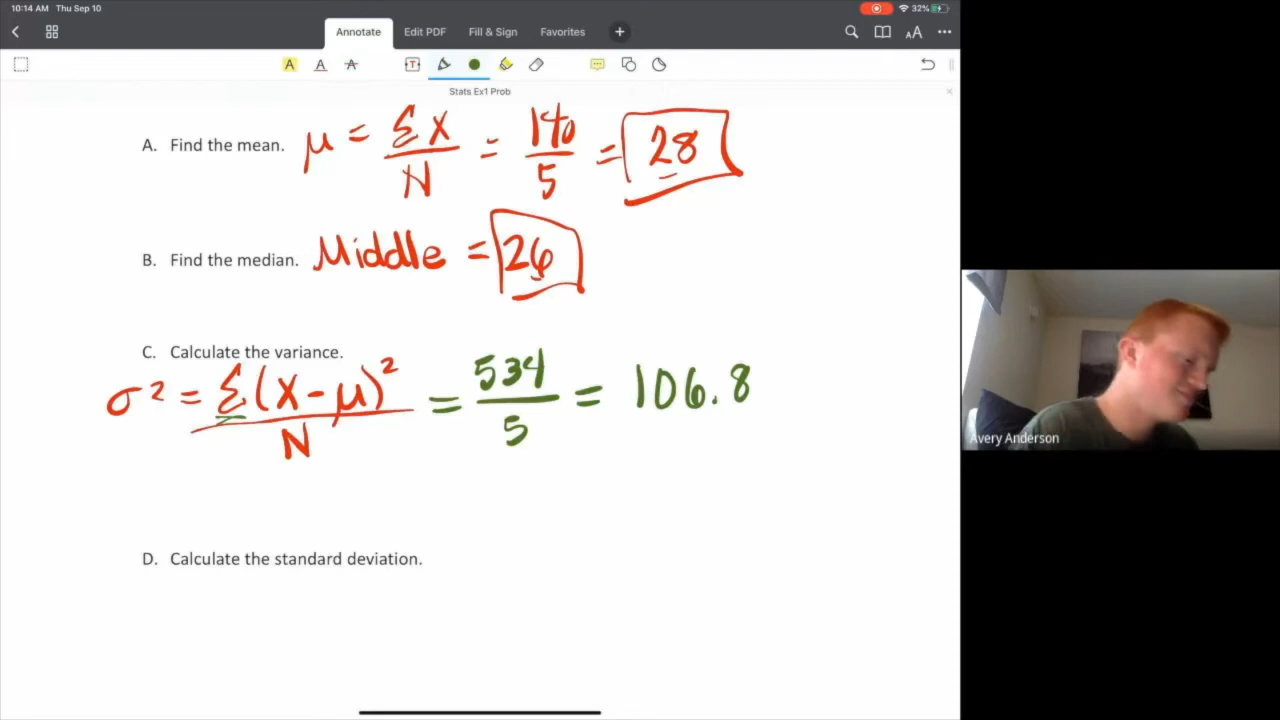 10:14 AM Thu Sep 10 32%
Annotate Edit PDF Fill & Sign Favorites
A A A T
Stats Ex1 Prob
A. Find the mean. μ = Σx/N = 140/5 = 28
B. Find the median. Middle = 26
C. Calculate the variance.
σ² = Σ(x-μ)²/N = 534/5 = 106.8
D. Calculate the standard deviation.
Avery Anderson